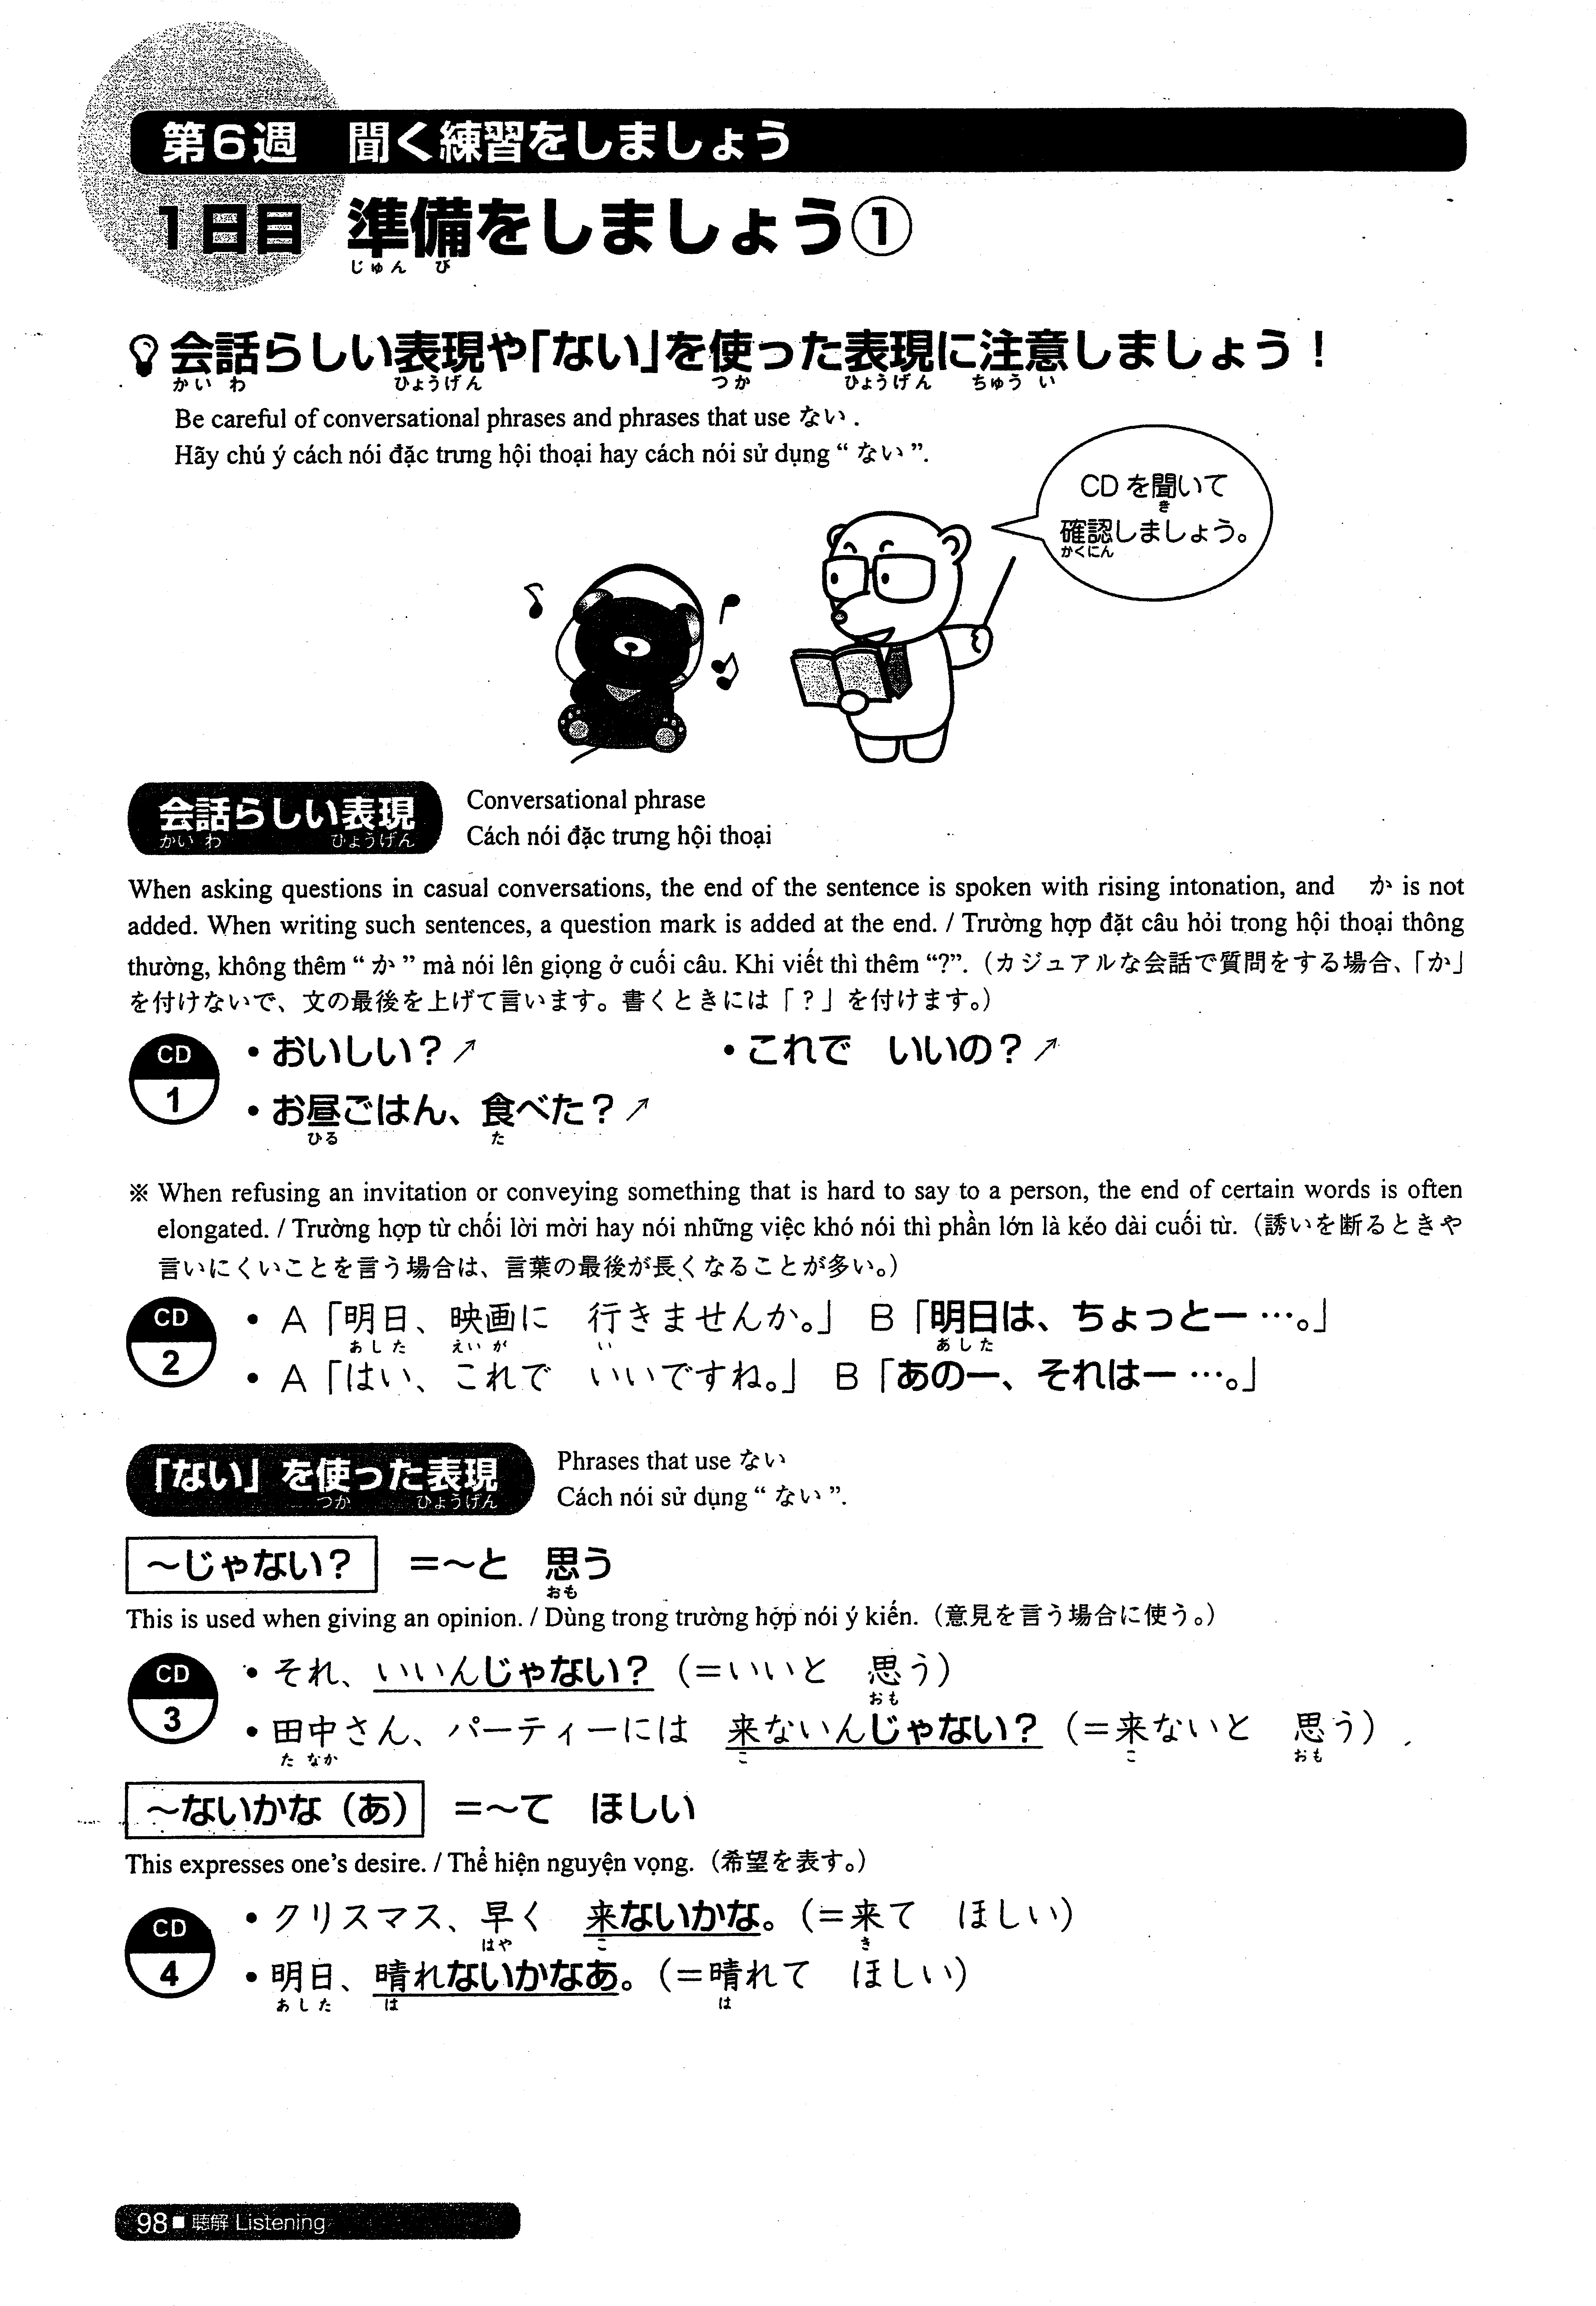 第6週　聞く練習をしましょう
1日目　準備をしましょう①
じゅん び
会話らしい表現や「ない」を使った表現に注意しましょう！
かい わ ひょうげん つか ひょうげん ちゅう い
Be careful of conversational phrases and phrases that use ない .
Hãy chú ý cách nói đặc trưng hội thoại hay cách nói sử dụng “ ない ”.
CD を聞いて
き
確認しましょう。
かくにん
会話らしい表現
かい わ ひょうげん
Conversational phrase
Cách nói đặc trưng hội thoại
When asking questions in casual conversations, the end of the sentence is spoken with rising intonation, and か is not
added. When writing such sentences, a question mark is added at the end. / Trường hợp đặt câu hỏi trong hội thoại thông
thường, không thêm “ か ” mà nói lên giọng ở cuối câu. Khi viết thì thêm “?”.（カジュアルな会話で質問をする場合、「か」
を付けないで、文の最後を上げて言います。書くときには「？」を付けます。）
CD 1
・おいしい？↗　・これで　いいの？↗
・お昼ごはん、食べた？↗
ひる た
※ When refusing an invitation or conveying something that is hard to say to a person, the end of certain words is often
elongated. / Trường hợp từ chối lời mời hay nói những việc khó nói thì phần lớn là kéo dài cuối từ.（誘いを断るときや
言いにくいことを言う場合は、言葉の最後が長くなることが多い。）
CD 2
・A「明日、映画に　行きませんか。」 B「明日は、ちょっとー …。」
あした えいが い あした
・A「はい、これで　いいですね。」 B「あのー、それはー …。」
「ない」を使った表現
つか ひょうげん
Phrases that use ない
Cách nói sử dụng “ ない ”.
～じゃない？　＝～と　思う
おも
This is used when giving an opinion. / Dùng trong trường hợp nói ý kiến.（意見を言う場合に使う。）
CD 3
・それ、いいんじゃない？（＝いいと　思う）
おも
・田中さん、パーティーには　来ないんじゃない？（＝来ないと　思う）
た なか こ こ おも
～ないかな（あ）　＝～て　ほしい
This expresses one’s desire. / Thể hiện nguyện vọng.（希望を表す。）
CD 4
・クリスマス、早く　来ないかな。（＝来て　ほしい）
はや こ き
・明日、晴れないかなあ。（＝晴れて　ほしい）
あした は は
98■聴解 Listening